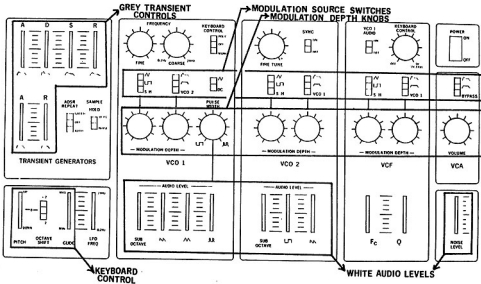 GREY TRANSIENT
CONTROLS
MODULATION SOURCE SWITCHES
MODULATION DEPTH KNOBS
A D S R
FREQUENCY
KEYBOARD
CONTROL
SYNC
VCO 1
AUDIO
KEYBOARD
CONTROL
POWER
ON
OFF
FINE
COARSE
FINE TUNE
S H
VCO 2
DC
S H
VCO 1
S H
VCO 1
BYPASS
A R
ADSR
REPEAT
SAMPLE
HOLD
PULSE
WIDTH
MODULATION DEPTH
MODULATION DEPTH
MODULATION DEPTH
VOLUME
TRANSIENT GENERATORS
VCO 1
VCO 2
VCF
VCA
AUDIO LEVEL
AUDIO LEVEL
PITCH
OCTAVE
SHIFT
GLIDE
LFO
FREQ
SUB
OCTAVE
SUB
OCTAVE
FC
Q
NOISE
LEVEL
KEYBOARD
CONTROL
WHITE AUDIO LEVELS